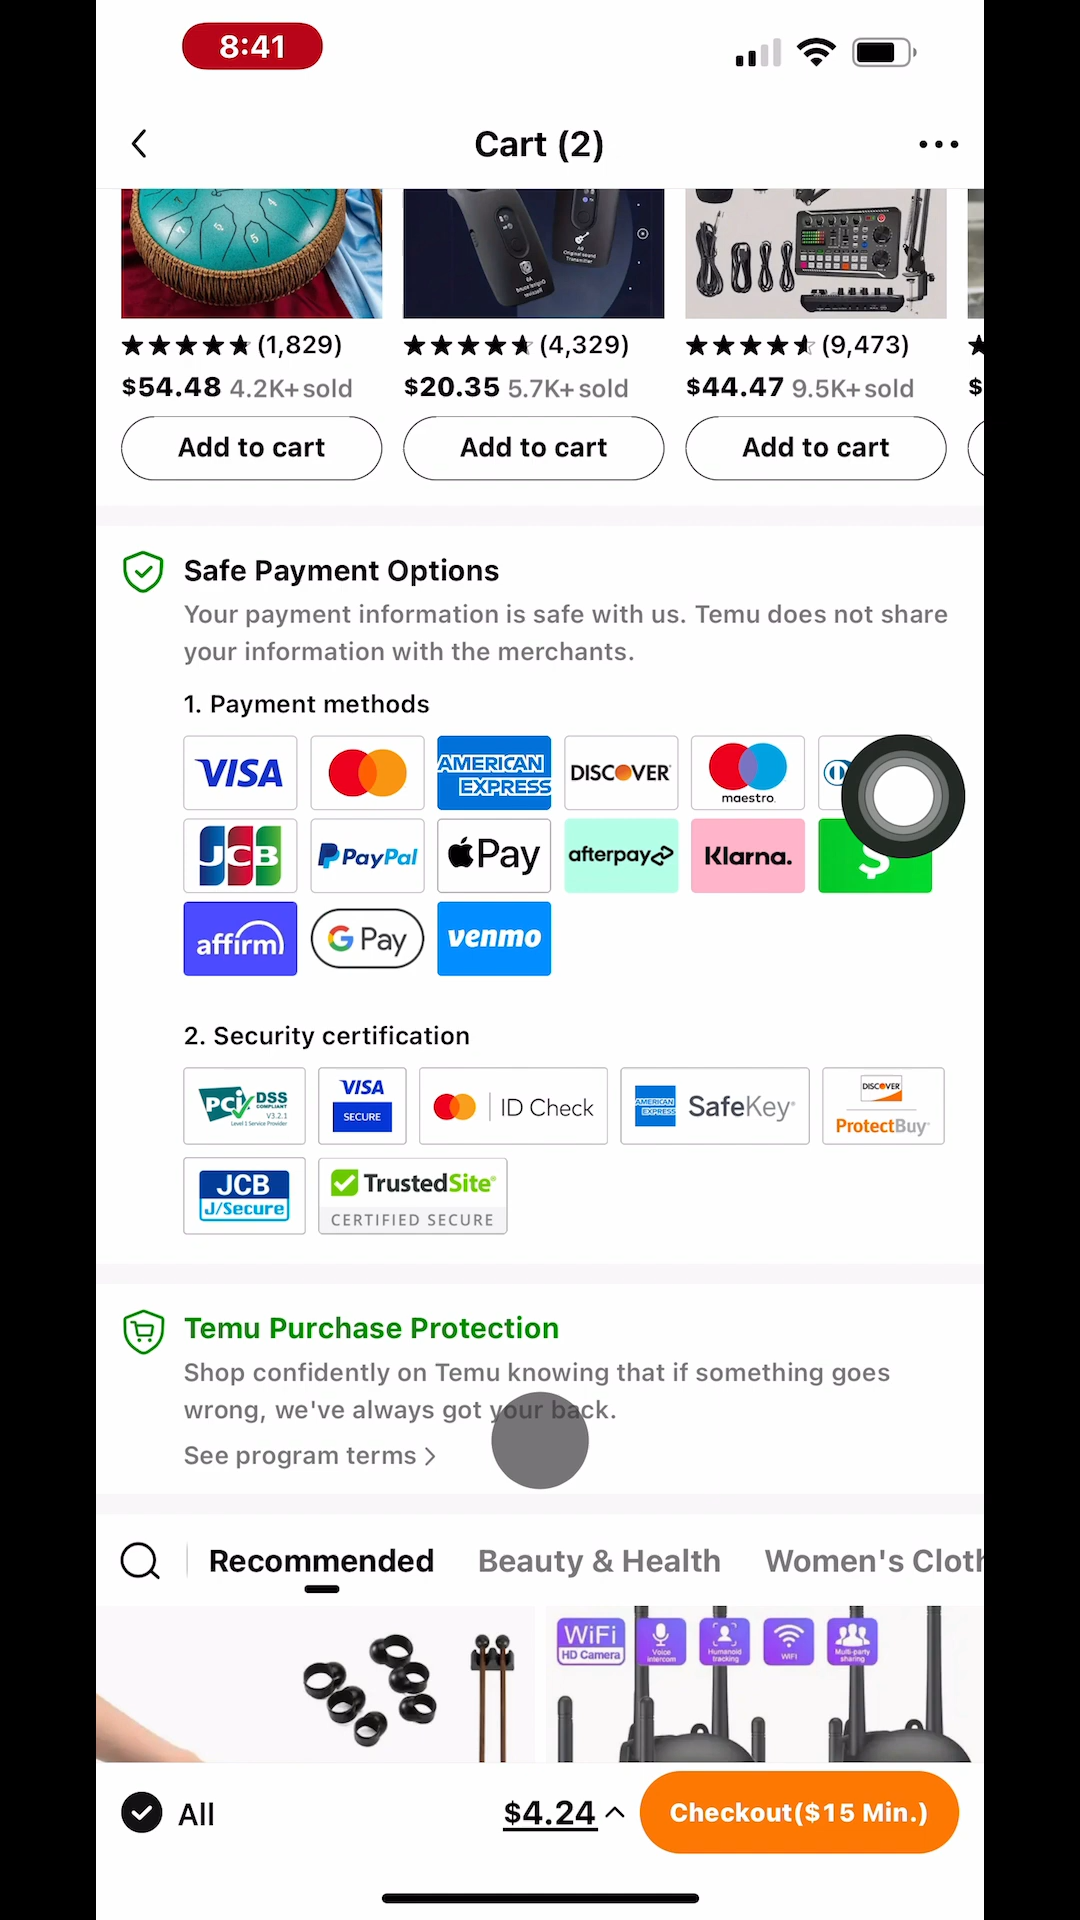 8:41
Cart (2)
(1,829)
(4,329)
(9,473)
$54.48 4.2K+ sold
$20.35 5.7K+ sold
$44.47 9.5K+ sold
$
Add to cart
Add to cart
Add to cart
Safe Payment Options
Your payment information is safe with us. Temu does not share
your information with the merchants.
1. Payment methods
VISA
AMERICAN
EXPRESS
DISCOVER
maestro
JCB
PayPal
Pay
afterpay
Klarna.
$
affirm
G Pay
venmo
2. Security certification
PCI DSS
COMPLIANT
V3.2.1
Level 1 Service Provider
VISA
SECURE
ID Check
AMERICAN
EXPRESS
SafeKey
DISCOVER
ProtectBuy
JCB
J/Secure
TrustedSite
CERTIFIED SECURE
Temu Purchase Protection
Shop confidently on Temu knowing that if something goes
wrong, we've always got your back.
See program terms >
Recommended
Beauty & Health
Women's Cloth
WiFi
HD Camera
Voice
intercom
Humanoid
tracking
WIFI
Multi-party
sharing
All
$4.24
Checkout($15 Min.)